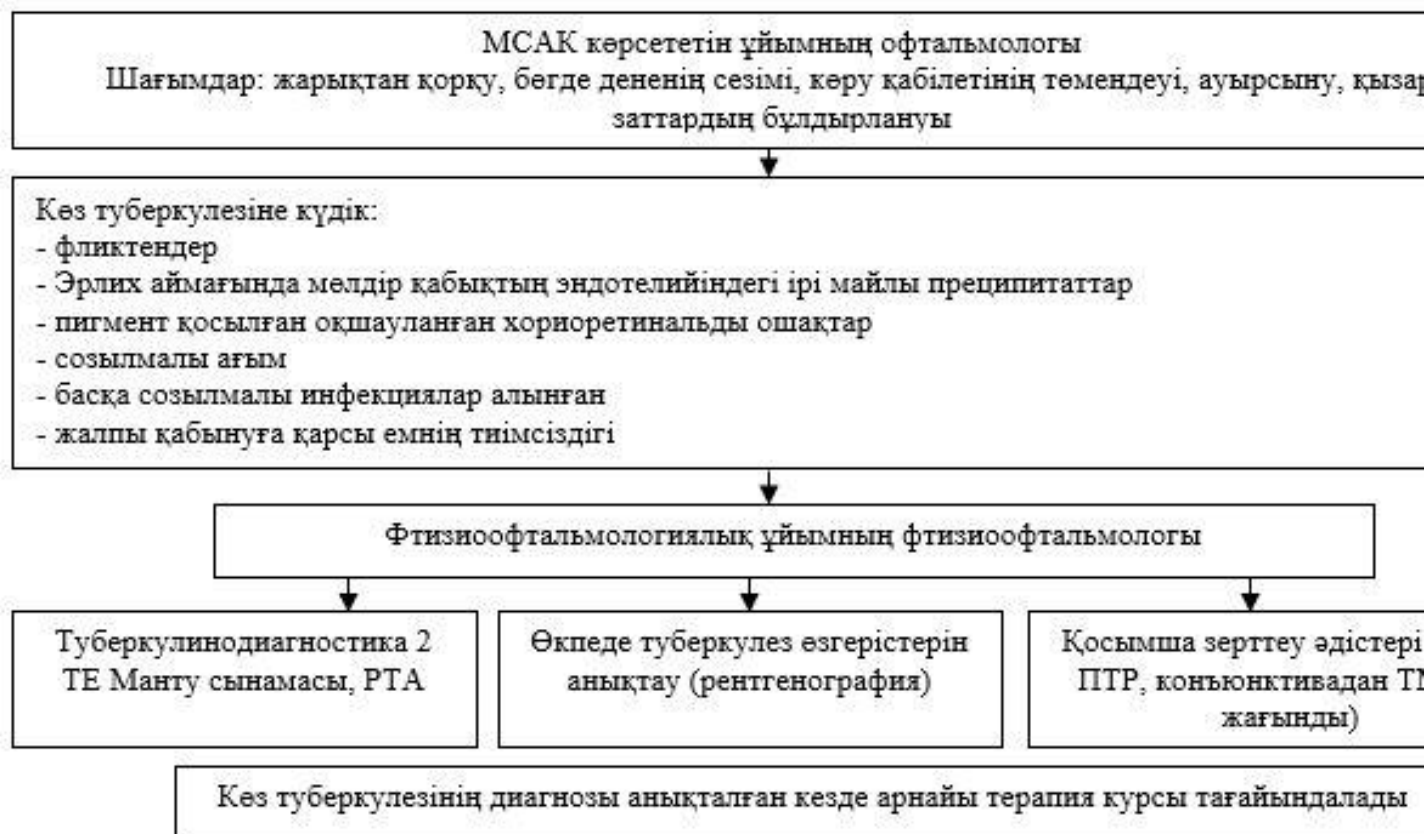 МСАК көрсететін ұйымның офтальмологы
Шағымдар: жарықтан қорқу, бөгде дененің сезімі, көру қабілетінің төмендеуі, ауырсыну,
заттардың бұлдырлануы
Көз туберкулезіне күдік:
- фликтендер
- Эрлих аймағында мөлдір қабықтың эндотелийіндегі ірі майлы преципитаттар
- пигмент қосылған оқшауланған хориоретинальды ошақтар
- созылмалы ағым
- басқа созылмалы инфекциялар алынған
- жалпы қабынуға қарсы емнің тиімсіздігі
Фтизиоофтальмологиялық ұйымның фтизиоофтальмологы
Туберкулинодиагностика 2
ТЕ Манту сынамасы, РТА
Өкпеде туберкулез өзгерістерін
анықтау (рентгенография)
Қосымша зерттеу әдістері
ПТР, конъюнктивадан
жағынды)
Көз туберкулезінің диагнозы анықталған кезде арнайы терапия курсы тағайындалады